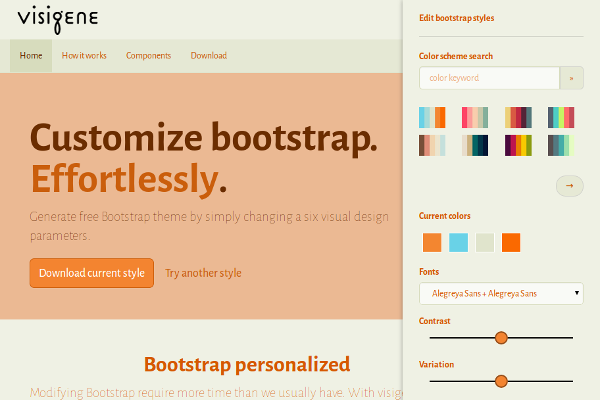 visigene
Home How it works Components Download
Customize bootstrap.
Effortlessly.
Generate free Bootstrap theme by simply changing a six visual design
parameters.
Download current style Try another style
Bootstrap personalized
Modifying Bootstrap require more time than we usually have. With visige
Edit bootstrap styles
Color scheme search
color keyword »
→
Current colors
Fonts
Alegreya Sans + Alegreya Sans
Contrast
Variation